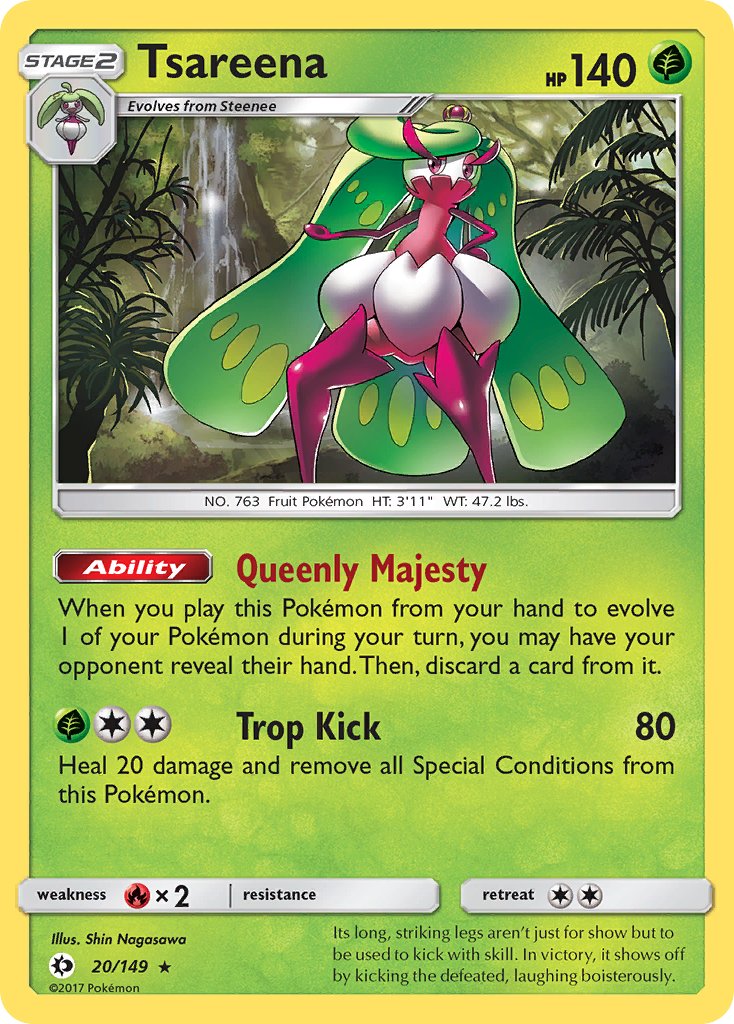 STAGE2 Tsareena HP 140
Evolves from Steenee
NO. 763 Fruit Pokémon HT: 3'11" WT: 47.2 lbs.
Ability Queenly Majesty
When you play this Pokémon from your hand to evolve
1 of your Pokémon during your turn, you may have your
opponent reveal their hand. Then, discard a card from it.
Trop Kick 80
Heal 20 damage and remove all Special Conditions from
this Pokémon.
weakness ×2 resistance retreat
Illus. Shin Nagasawa
20/149 ★
©2017 Pokémon
Its long, striking legs aren't just for show but to
be used to kick with skill. In victory, it shows off
by kicking the defeated, laughing boisterously.